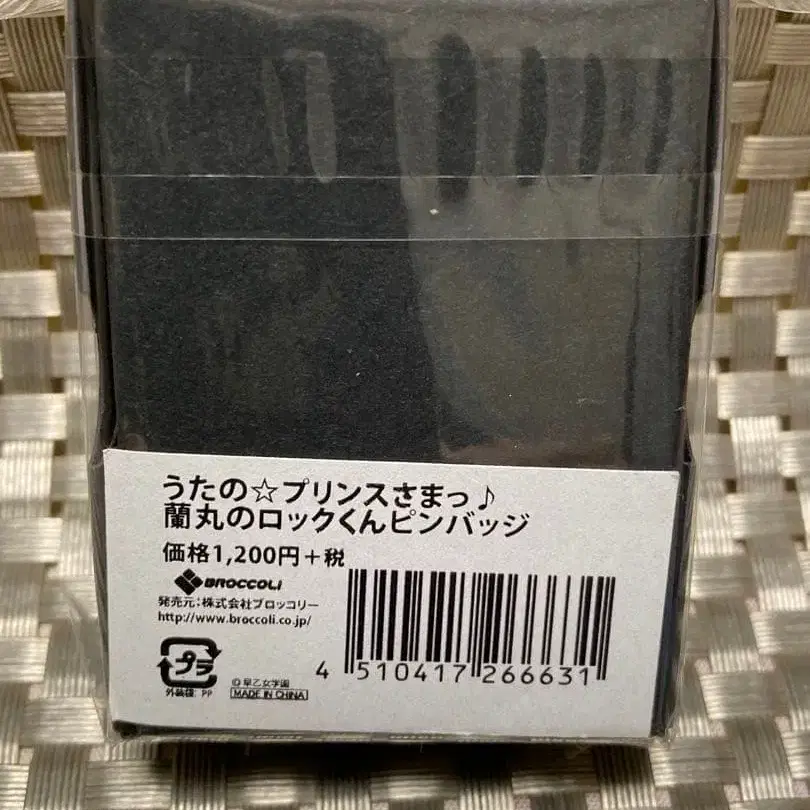 うたの☆プリンスさまっ♪
蘭丸のロックくんピンバッジ
価格1,200円+税
BROCCOLI
発売元:株式会社ブロッコリー
http://www.broccoli.co.jp/
プラ
外装袋: PP
© 早乙女学園
MADE IN CHINA
4 510417 266631